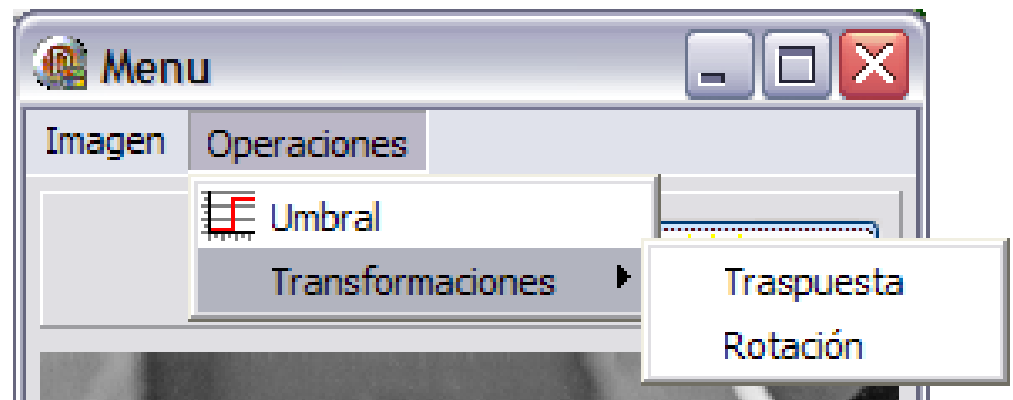 Menu
Imagen Operaciones
Umbral
Transformaciones
Traspuesta
Rotación